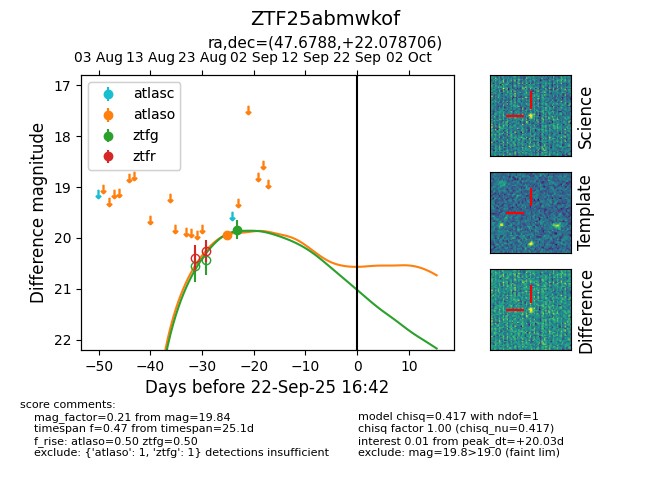 ZTF25abmwkof
ra,dec=(47.6788,+22.078706)
03 Aug 13 Aug 23 Aug 02 Sep 12 Sep 22 Sep 02 Oct
17
18
19
20
21
22
Difference magnitude
atlasc
atlaso
ztfg
ztfr
−50 −40 −30 −20 −10 0 10
Days before 22-Sep-25 16:42
Science
Template
Difference
score comments:
mag_factor=0.21 from mag=19.84
timespan f=0.47 from timespan=25.1d
f_rise: atlaso=0.50 ztfg=0.50
exclude: {'atlaso': 1, 'ztfg': 1} detections insufficient
model chisq=0.417 with ndof=1
chisq factor 1.00 (chisq_nu=0.417)
interest 0.01 from peak_dt=+20.03d
exclude: mag=19.8>19.0 (faint lim)